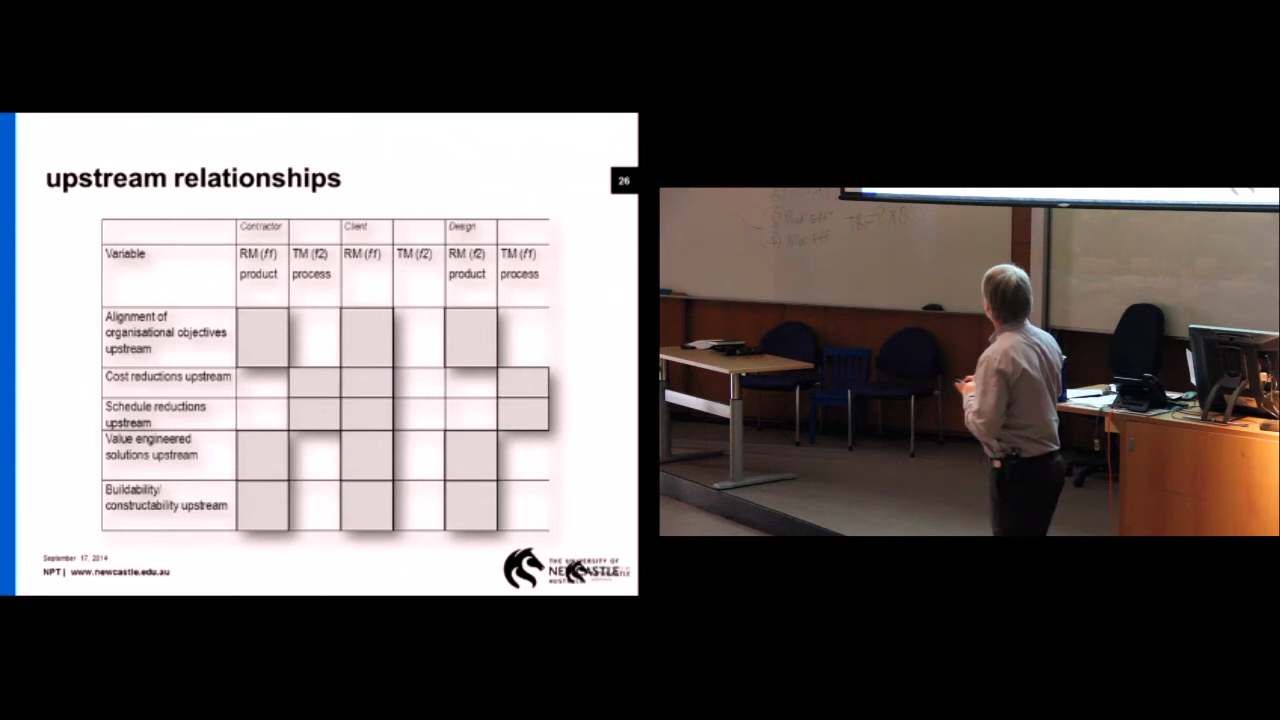 upstream relationships
26
Contractor Client Design
Variable RM (f1) TM (f2) RM (f1) TM (f2) RM (f2) TM (f1)
product process product process
Alignment of
organisational objectives
upstream
Cost reductions upstream
Schedule reductions
upstream
Value engineered
solutions upstream
Buildability/
constructability upstream
September 17, 2014
NPT | www.newcastle.edu.au
THE UNIVERSITY OF
NEWCASTLE
AUSTRALIA
TR = P x Q